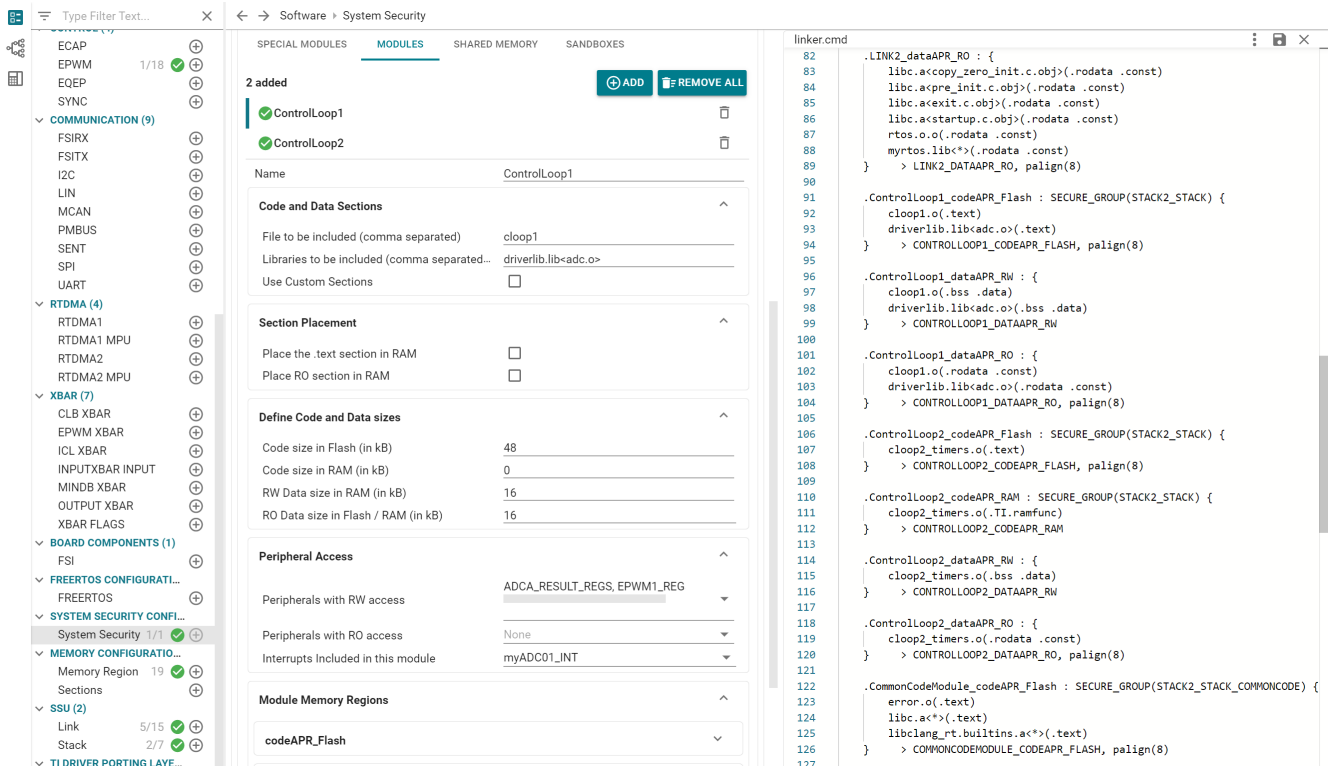 Type Filter Text...
ECAP
EPWM 1/18
EQEP
SYNC
COMMUNICATION (9)
FSIRX
FSITX
I2C
LIN
MCAN
PMBUS
SENT
SPI
UART
RTDMA (4)
RTDMA1
RTDMA1 MPU
RTDMA2
RTDMA2 MPU
XBAR (7)
CLB XBAR
EPWM XBAR
ICL XBAR
INPUTXBAR INPUT
MINDB XBAR
OUTPUT XBAR
XBAR FLAGS
BOARD COMPONENTS (1)
FSI
FREERTOS CONFIGURATI...
FREERTOS
SYSTEM SECURITY CONFI...
System Security 1/1
MEMORY CONFIGURATIO...
Memory Region 19
Sections
SSU (2)
Link 5/15
Stack 2/7
TI DRIVER PORTING LAYE...
Software System Security
SPECIAL MODULES MODULES SHARED MEMORY SANDBOXES
2 added ADD REMOVE ALL
ControlLoop1
ControlLoop2
Name ControlLoop1
Code and Data Sections
File to be included (comma separated) cloop1
Libraries to be included (comma separated... driverlib.lib<adc.o>
Use Custom Sections
Section Placement
Place the .text section in RAM
Place RO section in RAM
Define Code and Data sizes
Code size in Flash (in kB) 48
Code size in RAM (in kB) 0
RW Data size in RAM (in kB) 16
RO Data size in Flash / RAM (in kB) 16
Peripheral Access
ADCA_RESULT_REGS, EPWM1_REG
Peripherals with RW access
Peripherals with RO access None
Interrupts Included in this module myADC01_INT
Module Memory Regions
codeAPR_Flash
linker.cmd
82 .LINK2_dataAPR_RO : {
83 libc.a<copy_zero_init.c.obj>(.rodata .const)
84 libc.a<pre_init.c.obj>(.rodata .const)
85 libc.a<exit.c.obj>(.rodata .const)
86 libc.a<startup.c.obj>(.rodata .const)
87 rtos.o.o(.rodata .const)
88 myrtos.lib<*>(.rodata .const)
89 } > LINK2_DATAAPR_RO, palign(8)
90
91 .ControlLoop1_codeAPR_Flash : SECURE_GROUP(STACK2_STACK) {
92 cloop1.o(.text)
93 driverlib.lib<adc.o>(.text)
94 } > CONTROLLOOP1_CODEAPR_FLASH, palign(8)
95
96 .ControlLoop1_dataAPR_RW : {
97 cloop1.o(.bss .data)
98 driverlib.lib<adc.o>(.bss .data)
99 } > CONTROLLOOP1_DATAAPR_RW
100
101 .ControlLoop1_dataAPR_RO : {
102 cloop1.o(.rodata .const)
103 driverlib.lib<adc.o>(.rodata .const)
104 } > CONTROLLOOP1_DATAAPR_RO, palign(8)
105
106 .ControlLoop2_codeAPR_Flash : SECURE_GROUP(STACK2_STACK) {
107 cloop2_timers.o(.text)
108 } > CONTROLLOOP2_CODEAPR_FLASH, palign(8)
109
110 .ControlLoop2_codeAPR_RAM : SECURE_GROUP(STACK2_STACK) {
111 cloop2_timers.o(.TI.ramfunc)
112 } > CONTROLLOOP2_CODEAPR_RAM
113
114 .ControlLoop2_dataAPR_RW : {
115 cloop2_timers.o(.bss .data)
116 } > CONTROLLOOP2_DATAAPR_RW
117
118 .ControlLoop2_dataAPR_RO : {
119 cloop2_timers.o(.rodata .const)
120 } > CONTROLLOOP2_DATAAPR_RO, palign(8)
121
122 .CommonCodeModule_codeAPR_Flash : SECURE_GROUP(STACK2_STACK_COMMONCODE) {
123 error.o(.text)
124 libc.a<*>(.text)
125 libclang_rt.builtins.a<*>(.text)
126 } > COMMONCODEMODULE_CODEAPR_FLASH, palign(8)
127